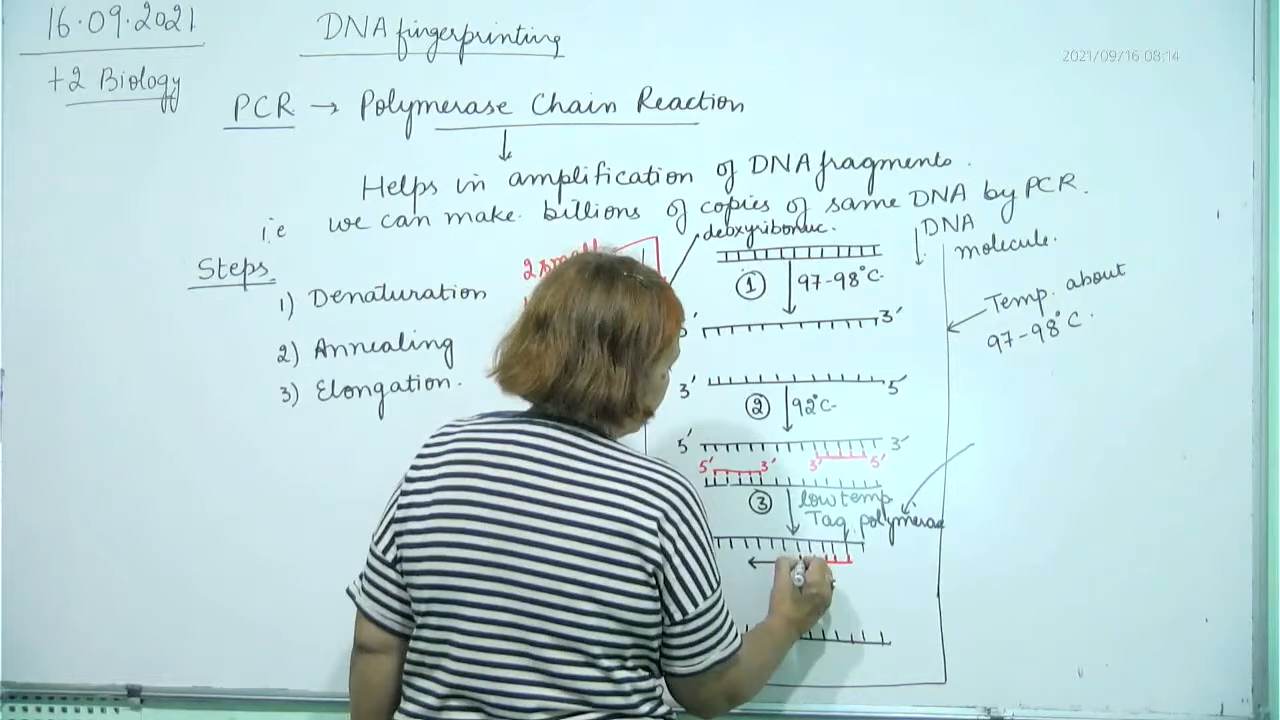 16.09.2021
DNA fingerprinting
2021/09/16 08:14
+2 Biology
PCR → Polymerase Chain Reaction
Helps in amplification of DNA fragments.
i.e we can make billions of copies of same DNA by PCR.
deoxyribonuc.
DNA
molecule.
Steps
2 small
1) Denaturation
2) Annealing
3) Elongation.
① 97-98°C
Temp. about
97-98°C.
3'
3' 5'
② 92°C
5' 3'
5' 3' 3' 5'
③ low temp
Taq polymerase